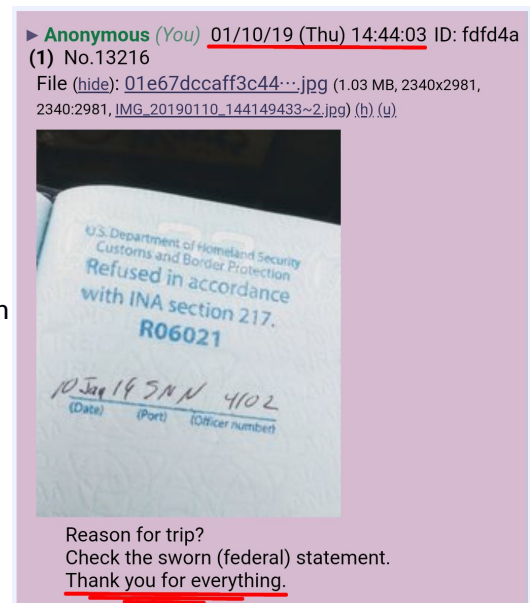 ► Anonymous (You) 01/10/19 (Thu) 14:44:03 ID: fdfd4a
(1) No.13216
File (hide): 01e67dccaff3c44···.jpg (1.03 MB, 2340x2981,
2340:2981, IMG_20190110_144149433~2.jpg) (h) (u)
U.S. Department of Homeland Security
Customs and Border Protection
Refused in accordance
with INA section 217.
R06021
10 Jan 19 SNN 4102
(Date) (Port) (Officer number)
n
Reason for trip?
Check the sworn (federal) statement.
Thank you for everything.